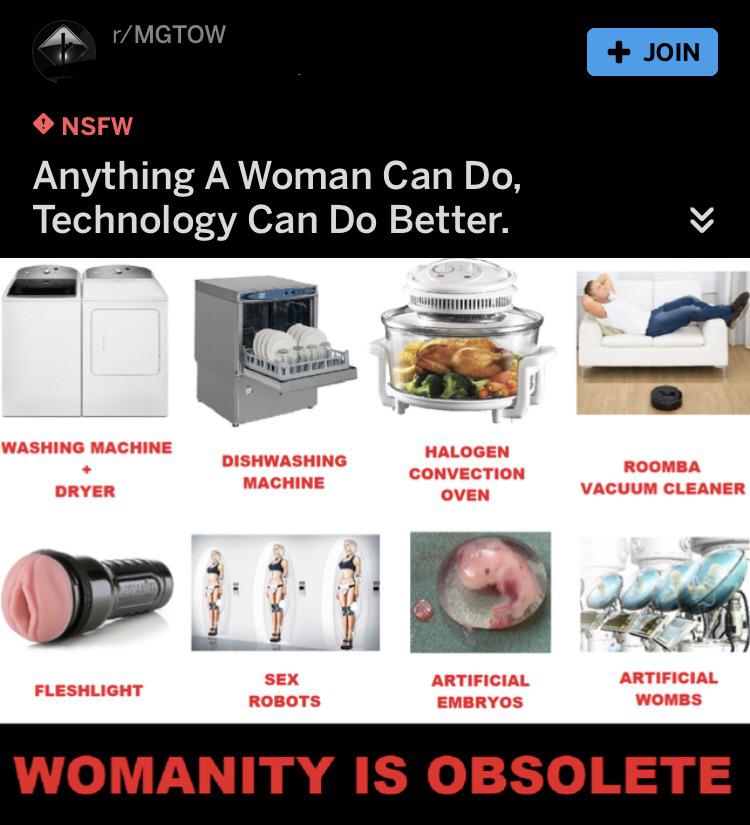 r/MGTOW
+ JOIN
NSFW
Anything A Woman Can Do,
Technology Can Do Better.
WASHING MACHINE
+
DRYER
DISHWASHING
MACHINE
HALOGEN
CONVECTION
OVEN
ROOMBA
VACUUM CLEANER
FLESHLIGHT
SEX
ROBOTS
ARTIFICIAL
EMBRYOS
ARTIFICIAL
WOMBS
WOMANITY IS OBSOLETE